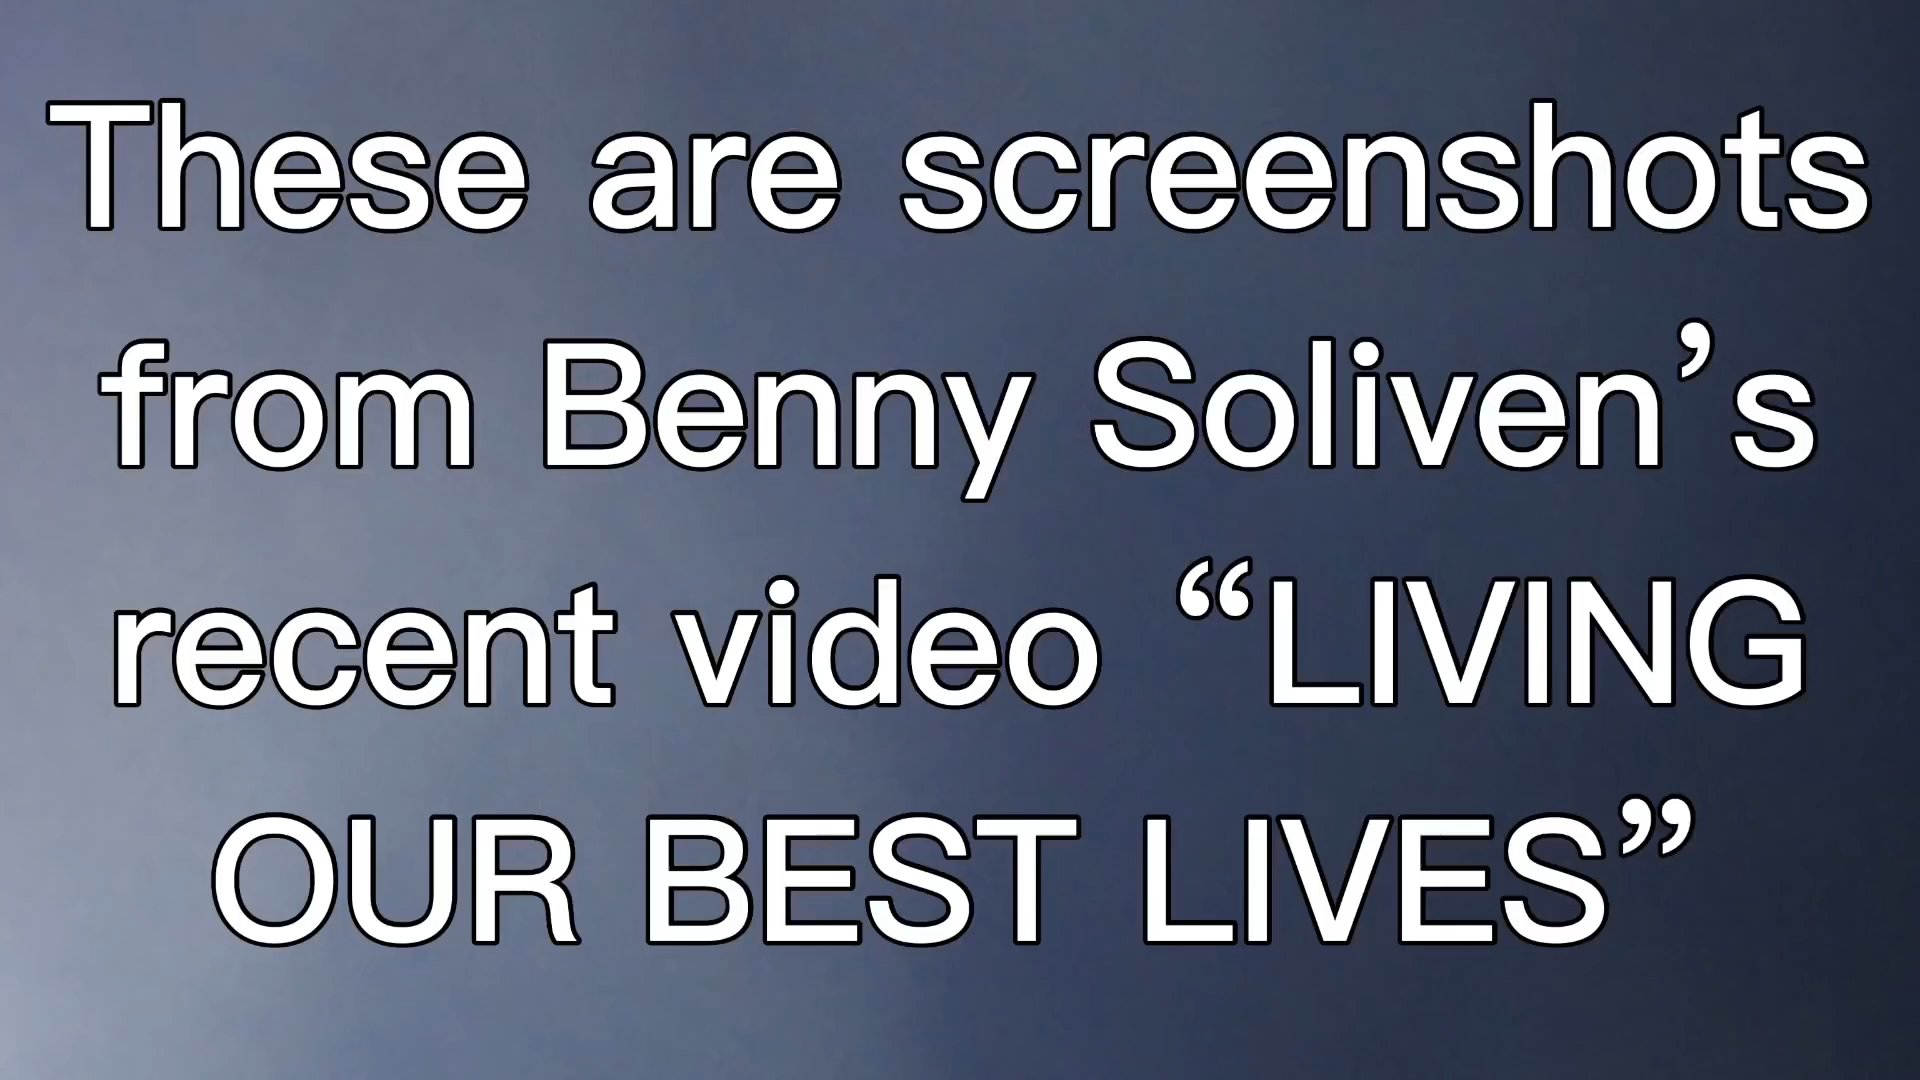 These are screenshots
from Benny Soliven’s
recent video “LIVING
OUR BEST LIVES”